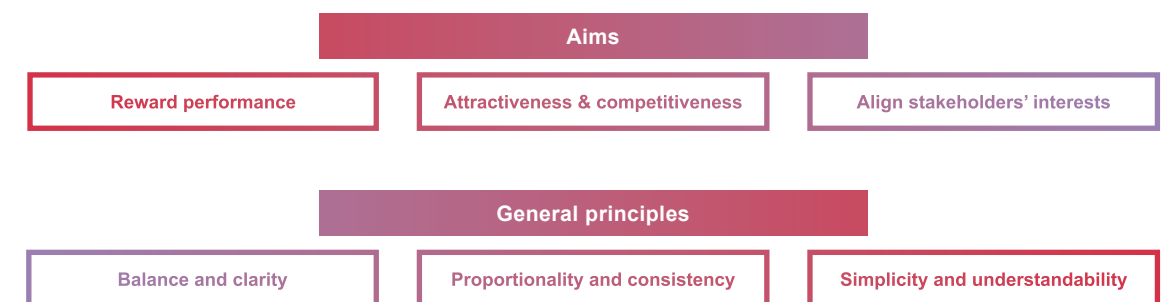 Aims
Reward performance
Attractiveness & competitiveness
Align stakeholders’ interests
General principles
Balance and clarity
Proportionality and consistency
Simplicity and understandability